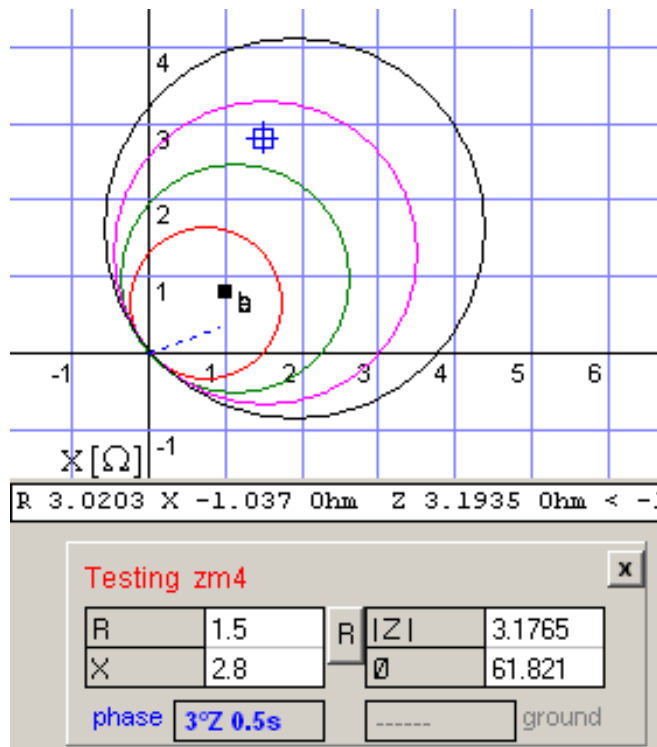 4
3
2
1
-1 1 2 3 4 5 6
-1
X[Ω]
R 3.0203 X -1.037 Ohm Z 3.1935 Ohm < -
Testing zm4
x
R 1.5 R |Z| 3.1765
X 2.8 Ø 61.821
phase 3ºZ 0.5s ------ ground